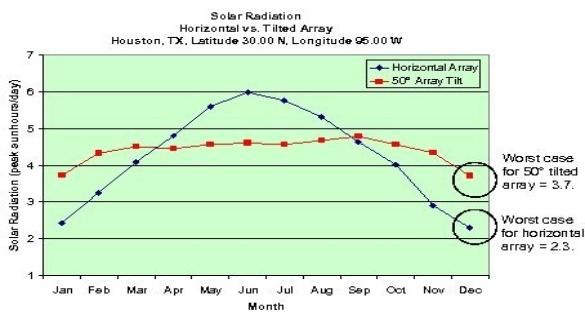 Solar Radiation
Horizontal vs. Tilted Array
Houston, TX, Latitude 30.00 N, Longitude 95.00 W
Solar Radiation (peak sunhours/day)
7
6
5
4
3
2
1
Horizontal Array
50° Array Tilt
Worst case
for 50° tilted
array = 3.7.
Worst case
for horizontal
array = 2.3.
Jan Feb Mar Apr May Jun Jul Aug Sep Oct Nov Dec
Month